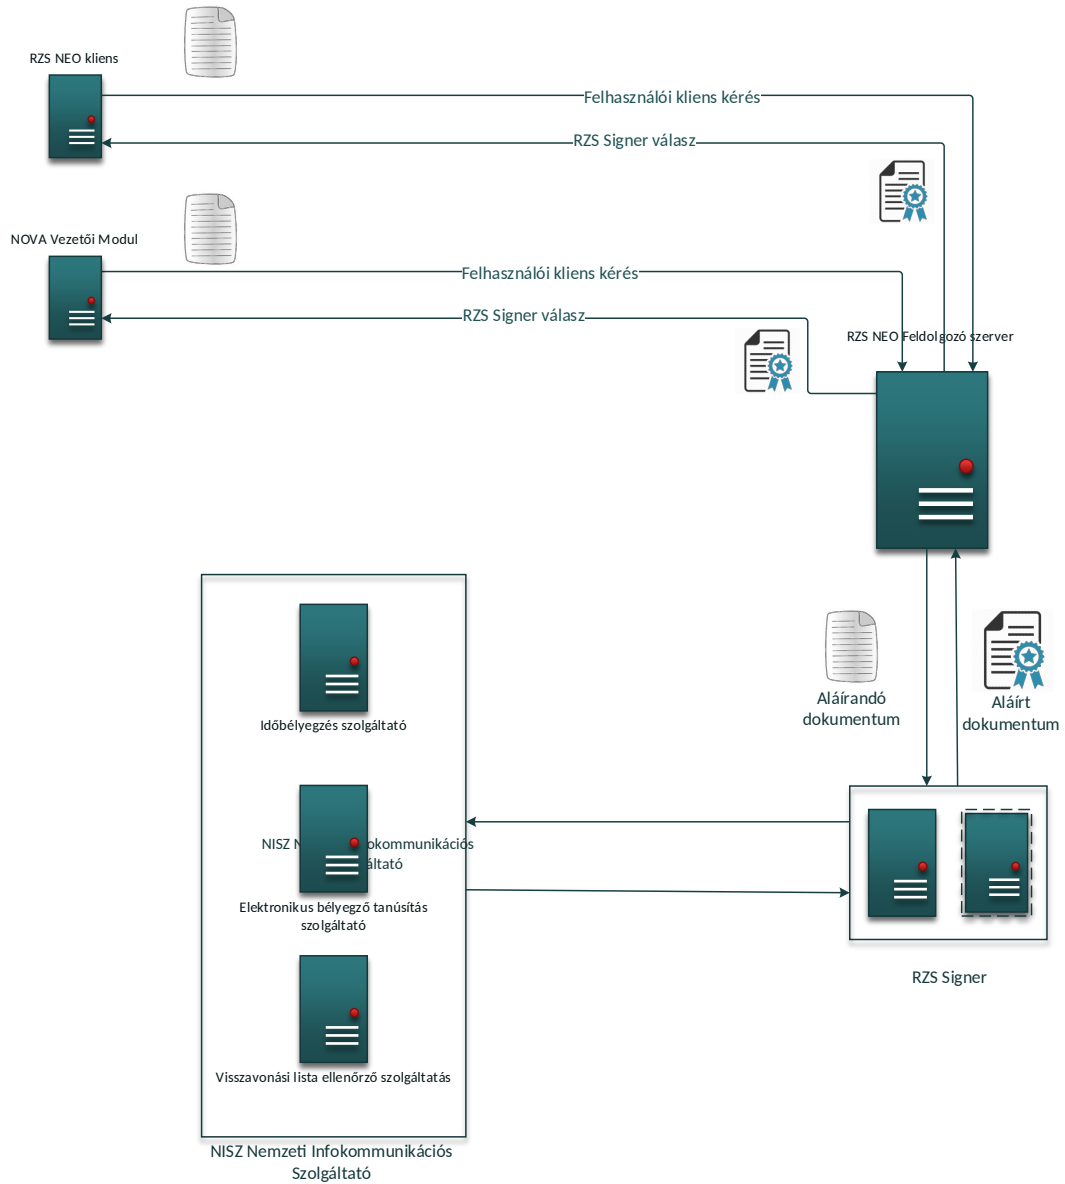 RZS NEO kliens
Felhasználói kliens kérés
RZS Signer válasz
NOVA Vezetői Modul
Felhasználói kliens kérés
RZS Signer válasz
RZS NEO Feldolgozó szerver
Aláírandó
dokumentum
Aláírt
dokumentum
Időbélyegzés szolgáltató
NISZ
Elektronikus bélyegző tanúsítás
szolgáltató
RZS Signer
Visszavonási lista ellenőrző szolgáltatás
NISZ Nemzeti Infokommunikációs
Szolgáltató